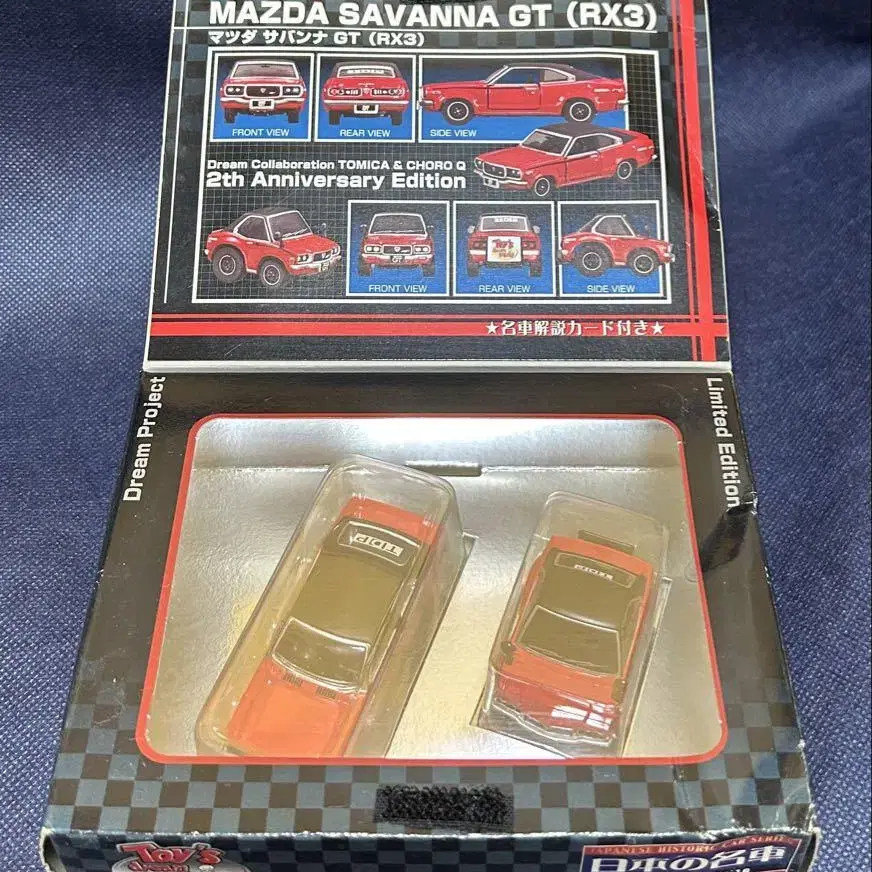 MAZDA SAVANNA GT (RX3)
マツダ サバンナ GT (RX3)
FRONT VIEW
REAR VIEW
SIDE VIEW
Dream Collaboration TOMICA & CHORO Q
2th Anniversary Edition
FRONT VIEW
REAR VIEW
SIDE VIEW
★名車解説カード付き★
Dream Project
Limited Edition
TDP
Toy's
JAPANESE HISTORIC CAR SERIES
日本の名車